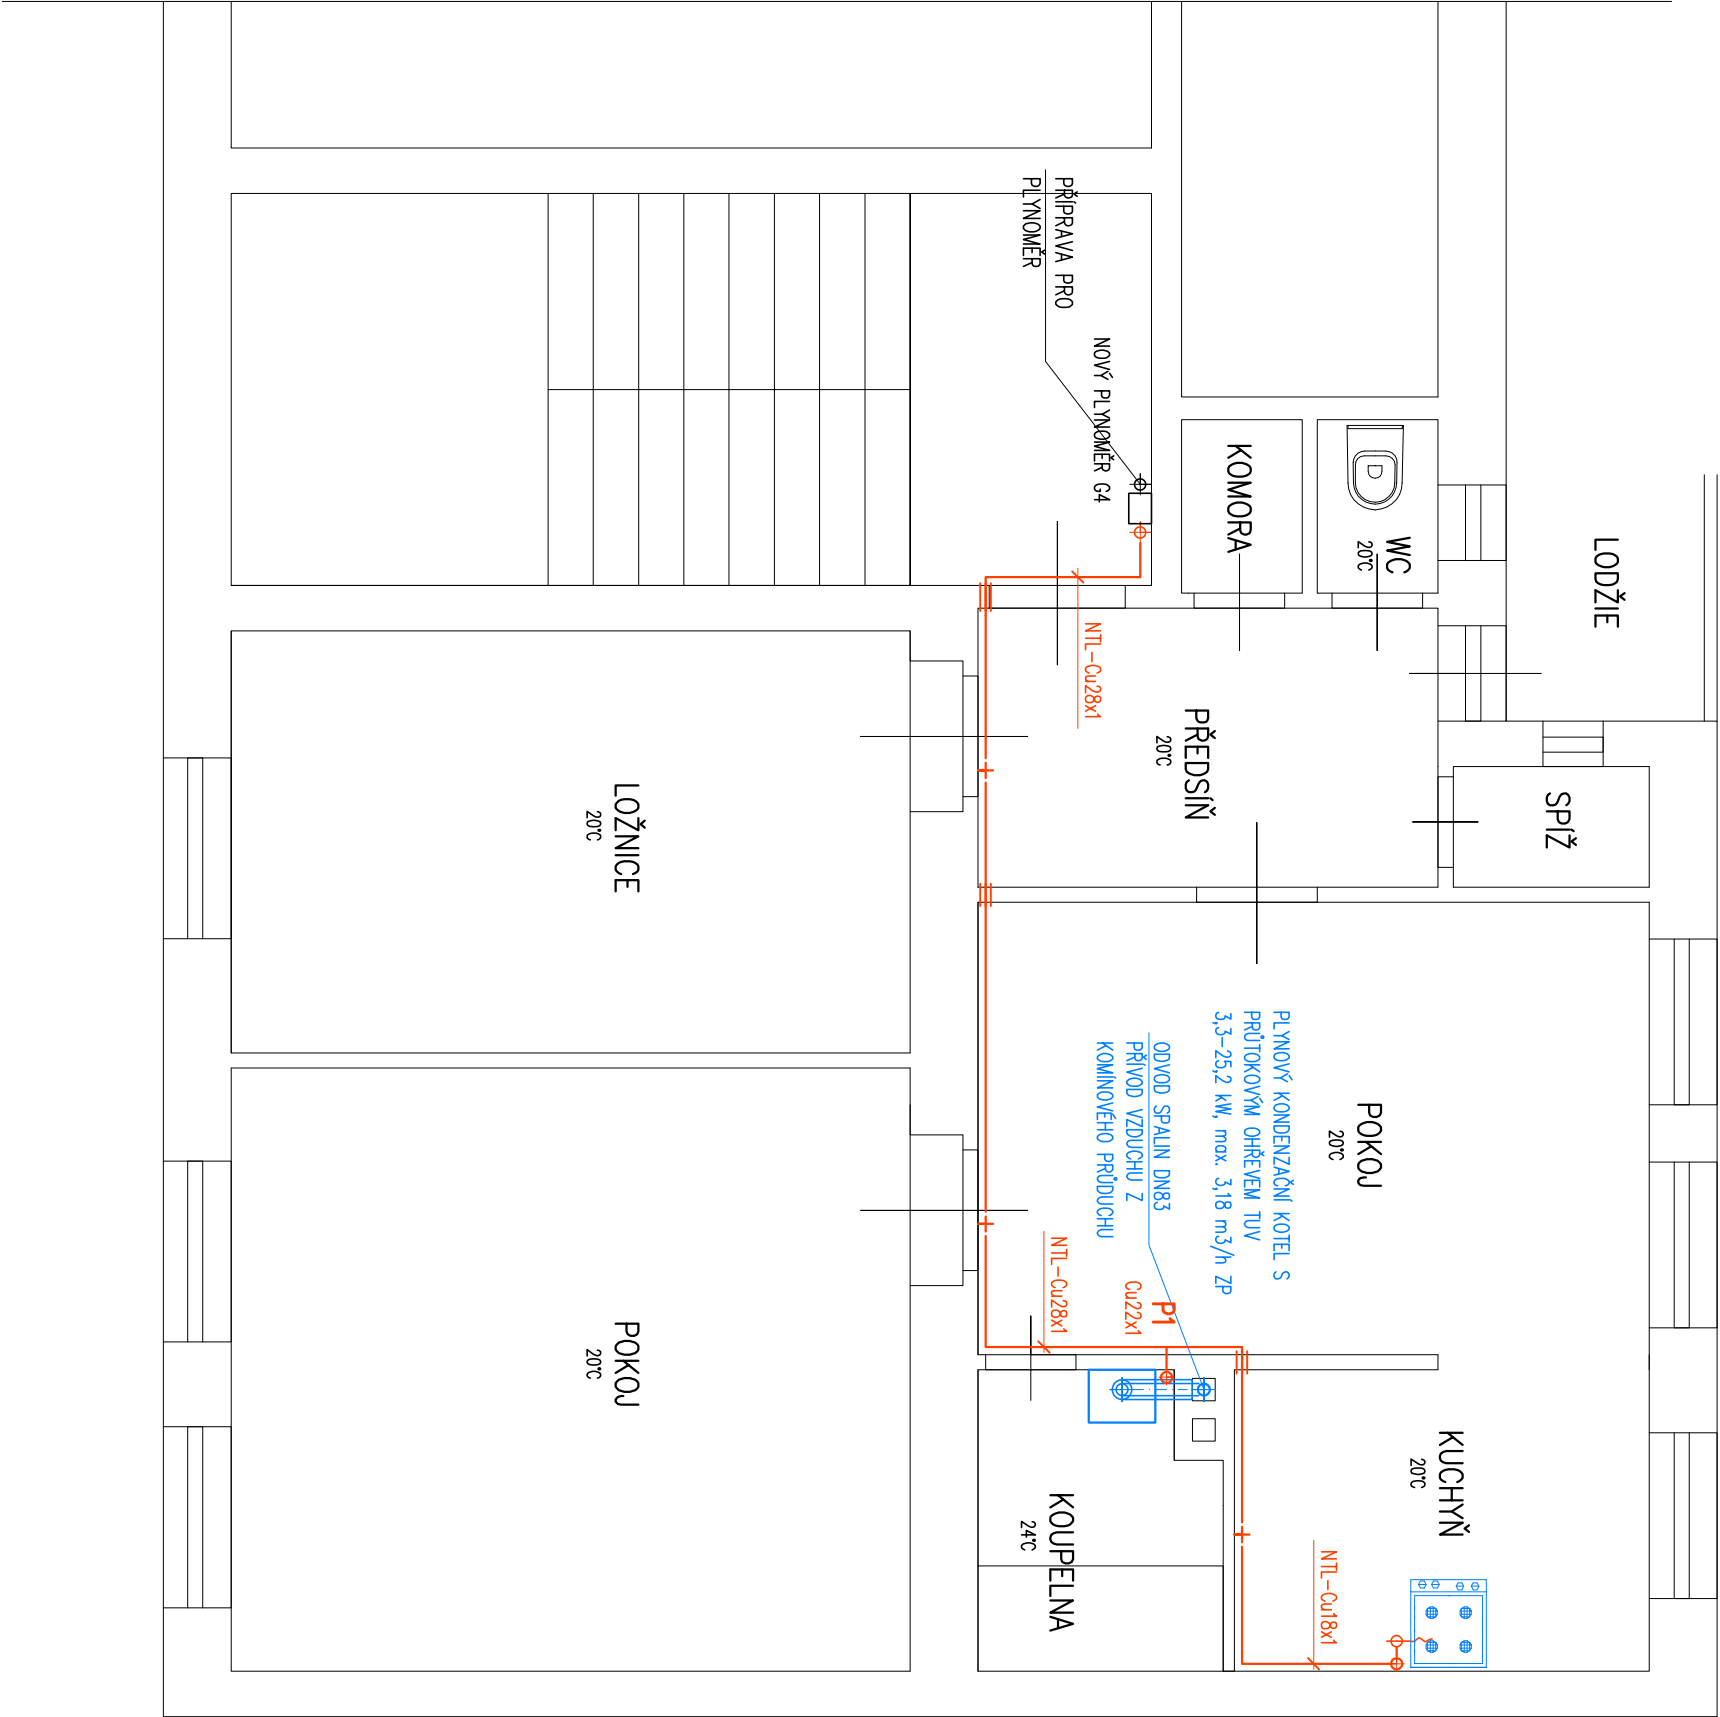 PŘÍPRAVA PRO
PLYNOMĚR
NOVÝ PLYNOMĚR G4
KOMORA
WC
20°C
LODŽIE
NTL-Cu28x1
PŘEDSÍŇ
20°C
SPÍŽ
LOŽNICE
20°C
PLYNOVÝ KONDENZAČNÍ KOTEL S
PRŮTOKOVÝM OHŘEVEM TUV
3,3-25,2 kW, max. 3,18 m3/h ZP
ODVOD SPALIN DN83
PŘÍVOD VZDUCHU Z
KOMÍNOVÉHO PRŮDUCHU
POKOJ
20°C
P1
Cu22x1
NTL-Cu28x1
POKOJ
20°C
KUCHYŇ
20°C
KOUPELNA
24°C
NTL-Cu18x1